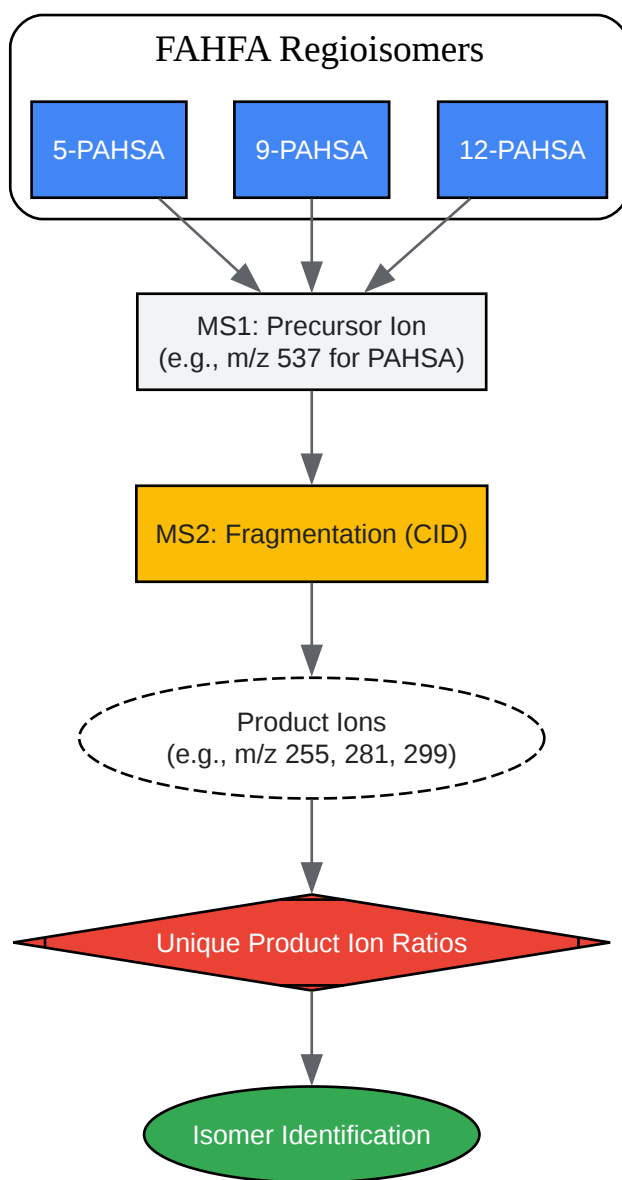 FAHFA Regioisomers
5-PAHSA
9-PAHSA
12-PAHSA
MS1: Precursor Ion
(e.g., m/z 537 for PAHSA)
MS2: Fragmentation (CID)
Product Ions
(e.g., m/z 255, 281, 299)
Unique Product Ion Ratios
Isomer Identification